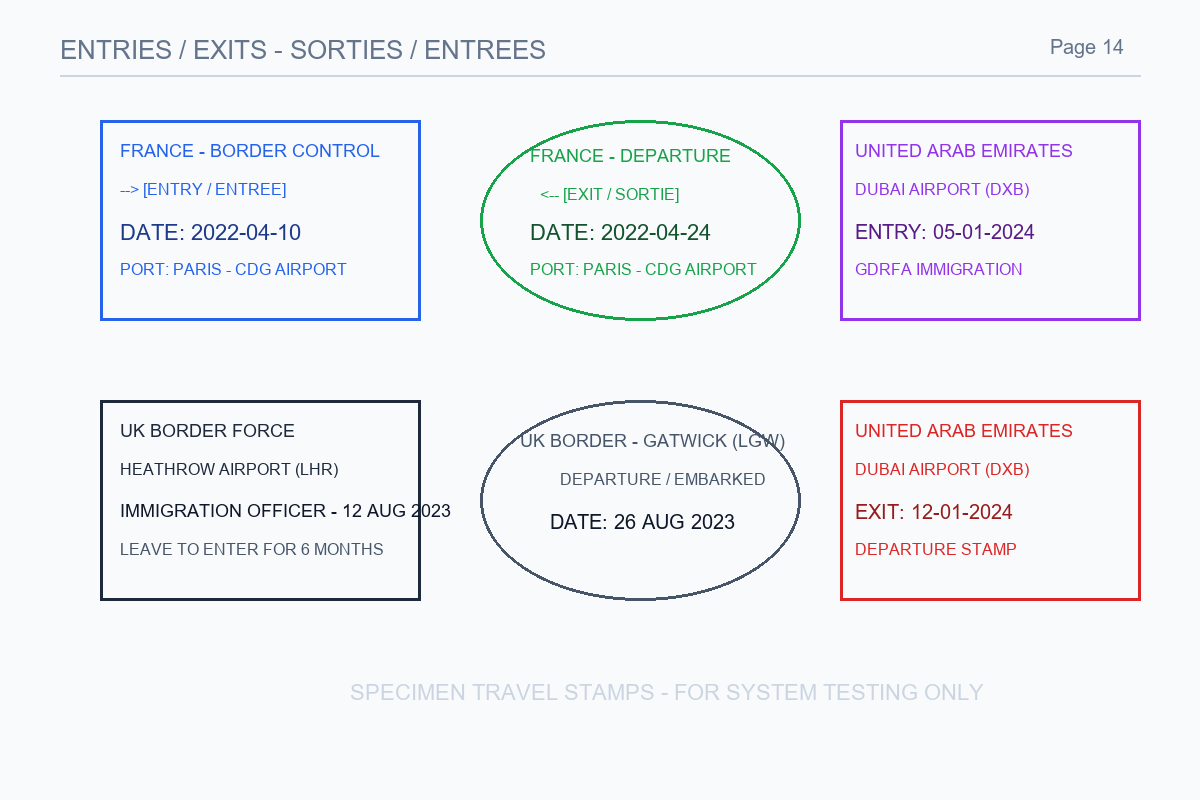 ENTRIES / EXITS - SORTIES / ENTREES
Page 14
FRANCE - BORDER CONTROL
--> [ENTRY / ENTREE]
DATE: 2022-04-10
PORT: PARIS - CDG AIRPORT
FRANCE - DEPARTURE
<-- [EXIT / SORTIE]
DATE: 2022-04-24
PORT: PARIS - CDG AIRPORT
UNITED ARAB EMIRATES
DUBAI AIRPORT (DXB)
ENTRY: 05-01-2024
GDRFA IMMIGRATION
UK BORDER FORCE
HEATHROW AIRPORT (LHR)
IMMIGRATION OFFICER - 12 AUG 2023
LEAVE TO ENTER FOR 6 MONTHS
UK BORDER - GATWICK (LGW)
DEPARTURE / EMBARKED
DATE: 26 AUG 2023
UNITED ARAB EMIRATES
DUBAI AIRPORT (DXB)
EXIT: 12-01-2024
DEPARTURE STAMP
SPECIMEN TRAVEL STAMPS - FOR SYSTEM TESTING ONLY